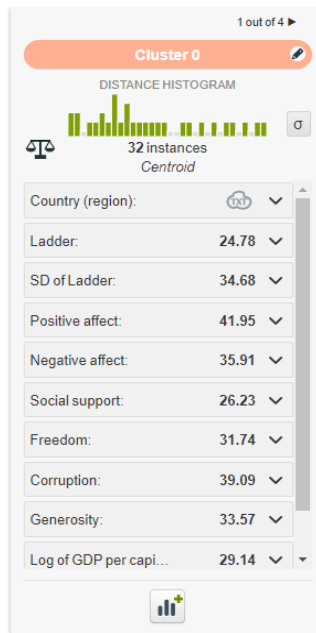 1 out of 4 ▶
Cluster 0
DISTANCE HISTOGRAM
σ
32 instances
Centroid
Country (region): TXT
Ladder: 24.78
SD of Ladder: 34.68
Positive affect: 41.95
Negative affect: 35.91
Social support: 26.23
Freedom: 31.74
Corruption: 39.09
Generosity: 33.57
Log of GDP per capi... 29.14